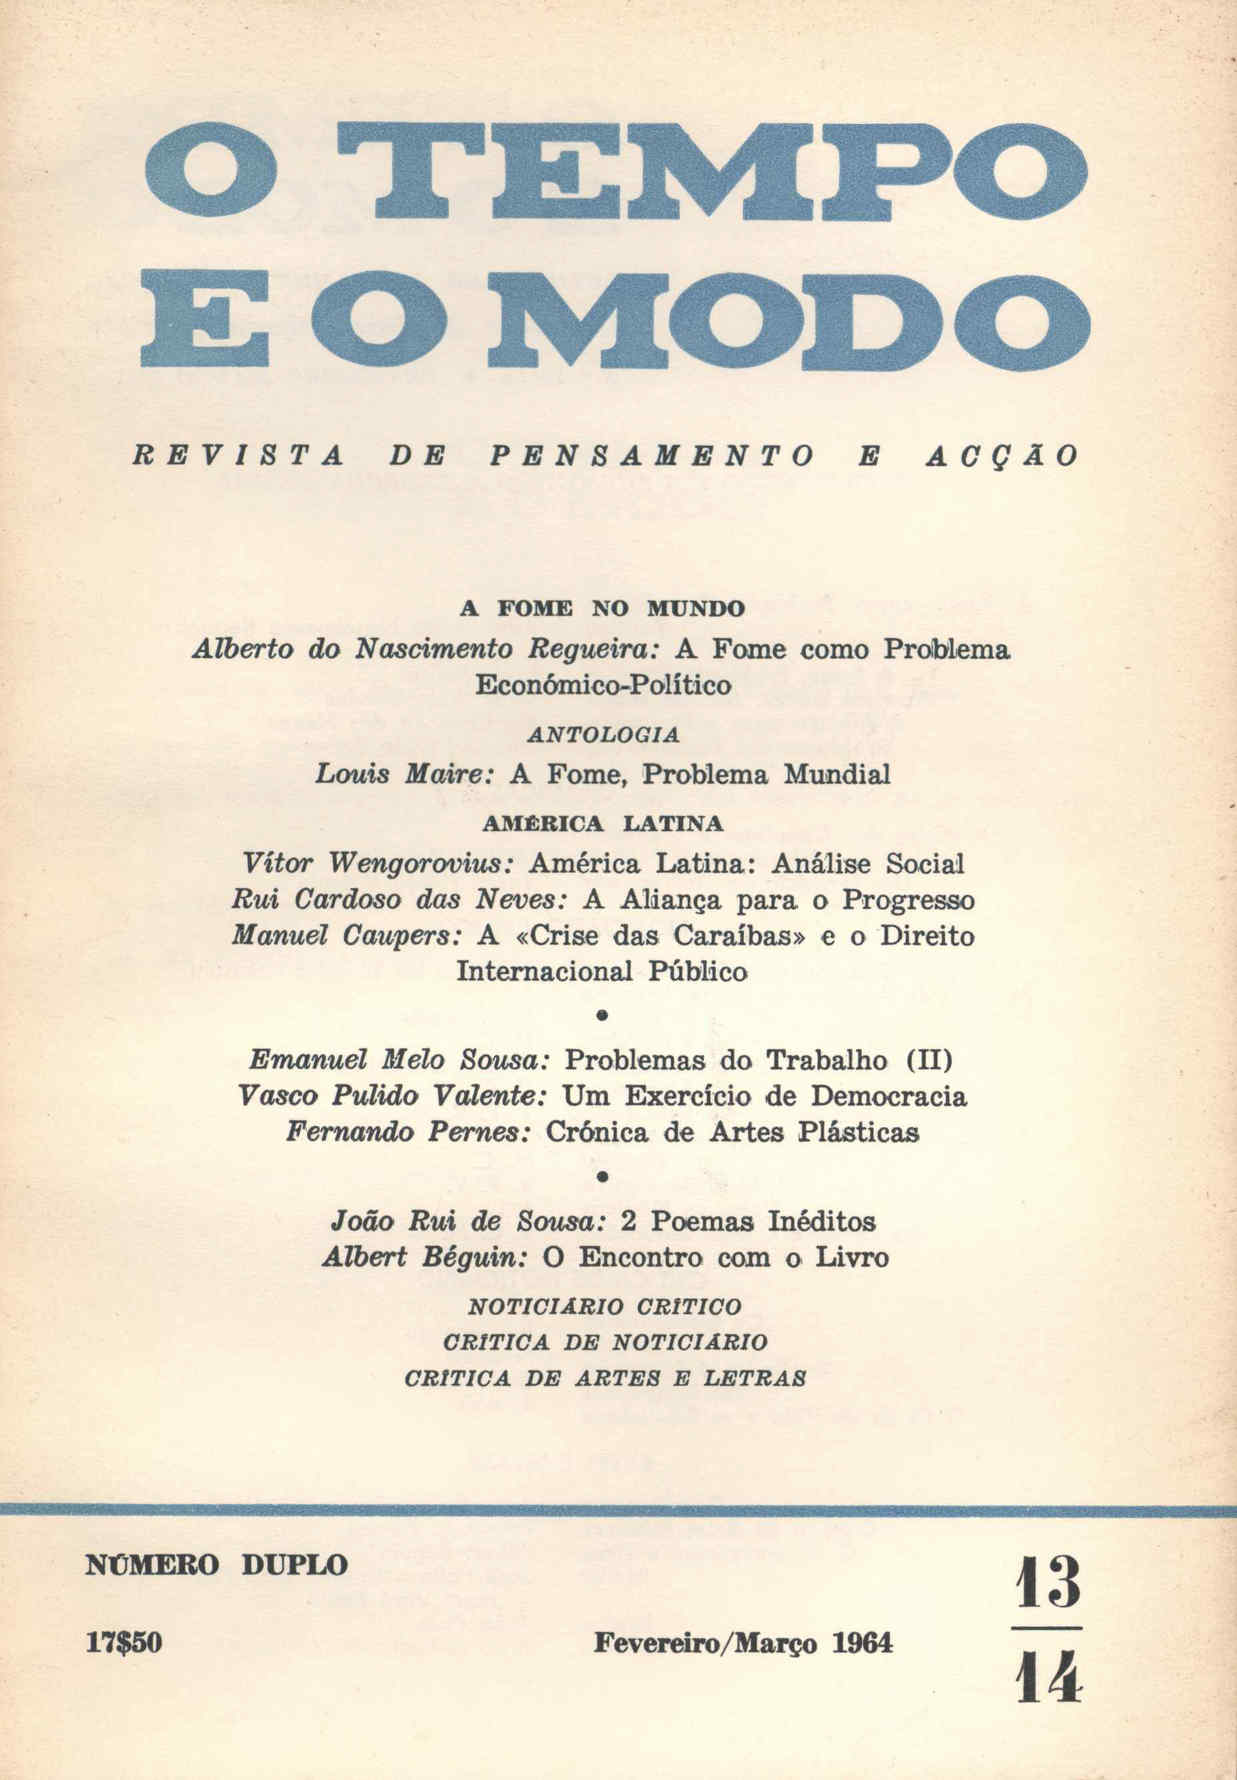 O TEMPO
E O MODO
REVISTA DE PENSAMENTO E ACÇÃO
A FOME NO MUNDO
Alberto do Nascimento Regueira: A Fome como Problema
Económico-Político
ANTOLOGIA
Louis Maire: A Fome, Problema Mundial
AMÉRICA LATINA
Vítor Wengorovius: América Latina: Análise Social
Rui Cardoso das Neves: A Aliança para o Progresso
Manuel Caupers: A «Crise das Caraíbas» e o Direito
Internacional Público
•
Emanuel Melo Sousa: Problemas do Trabalho (II)
Vasco Pulido Valente: Um Exercício de Democracia
Fernando Pernes: Crónica de Artes Plásticas
•
João Rui de Sousa: 2 Poemas Inéditos
Albert Béguin: O Encontro com o Livro
NOTICIÁRIO CRÍTICO
CRÍTICA DE NOTICIÁRIO
CRÍTICA DE ARTES E LETRAS
NÚMERO DUPLO
17$50
Fevereiro/Março 1964
13
14